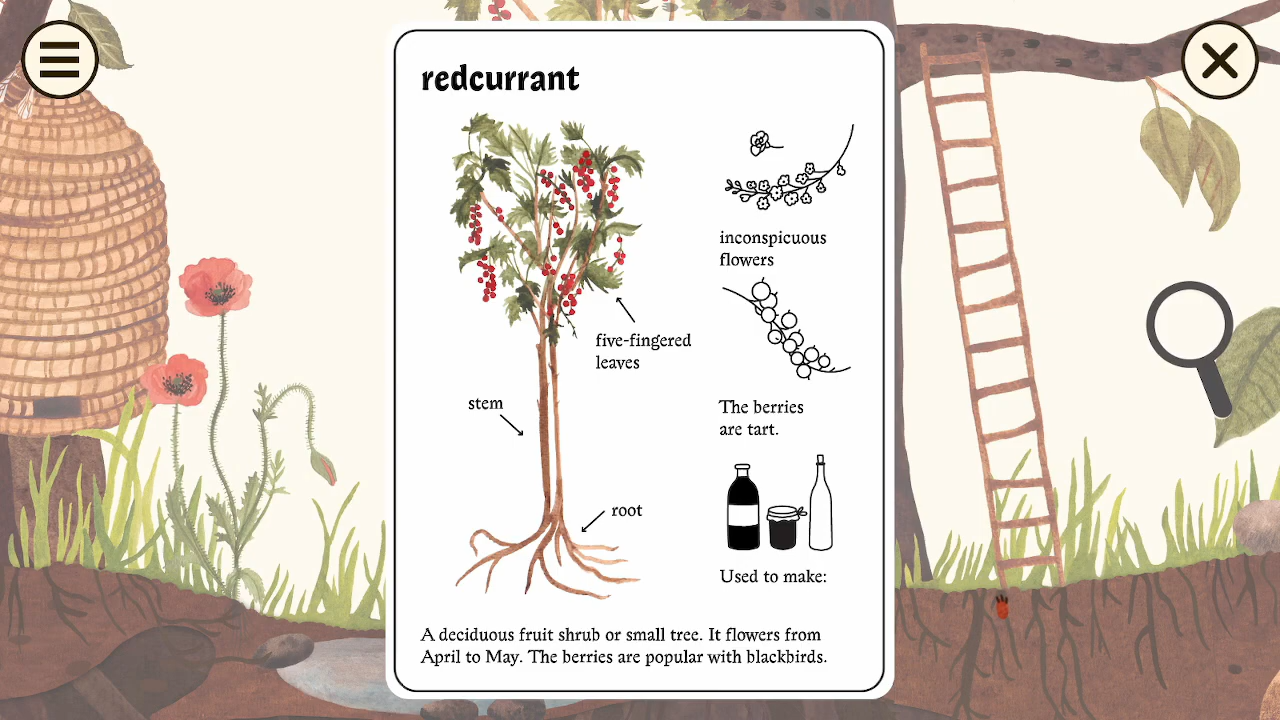 redcurrant
inconspicuous
flowers
five-fingered
leaves
stem
The berries
are tart.
root
Used to make:
A deciduous fruit shrub or small tree. It flowers from
April to May. The berries are popular with blackbirds.